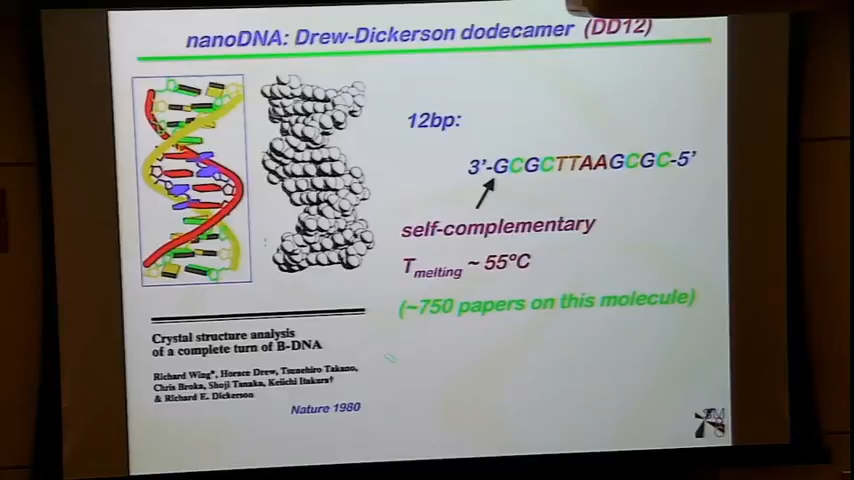 nanoDNA: Drew-Dickerson dodecamer (DD12)
12bp:
3'-GCGCTTAAGCGC-5'
self-complementary
Tmelting ~ 55°C
(~750 papers on this molecule)
Crystal structure analysis
of a complete turn of B-DNA
Richard Wing*, Horace Drew, Tsunehiro Takano,
Chris Broka, Shoji Tanaka, Keiichi Itakura†
& Richard E. Dickerson
Nature 1980